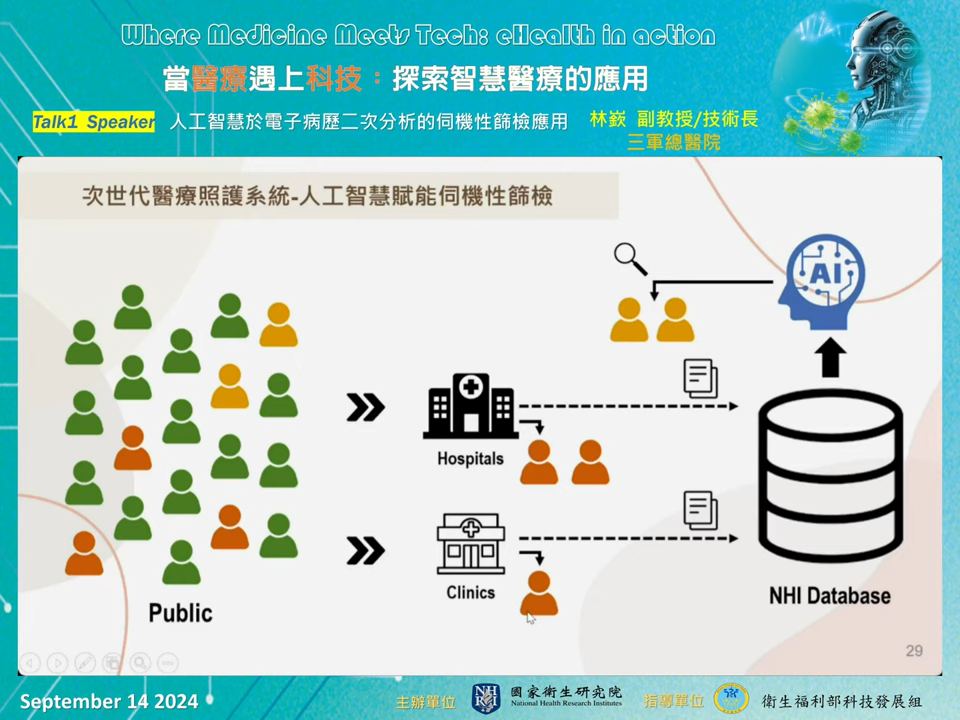 Where Medicine Meets Tech: eHealth in action
當醫療遇上科技：探索智慧醫療的應用
Talk1 Speaker 人工智慧於電子病歷二次分析的伺機性篩檢應用 林嶔 副教授/技術長
三軍總醫院
次世代醫療照護系統-人工智慧賦能伺機性篩檢
AI
Hospitals
Clinics
Public
NHI Database
29
September 14 2024
主辦單位 NHRI 國家衛生研究院
National Health Research Institutes
指導單位 衛生福利部科技發展組